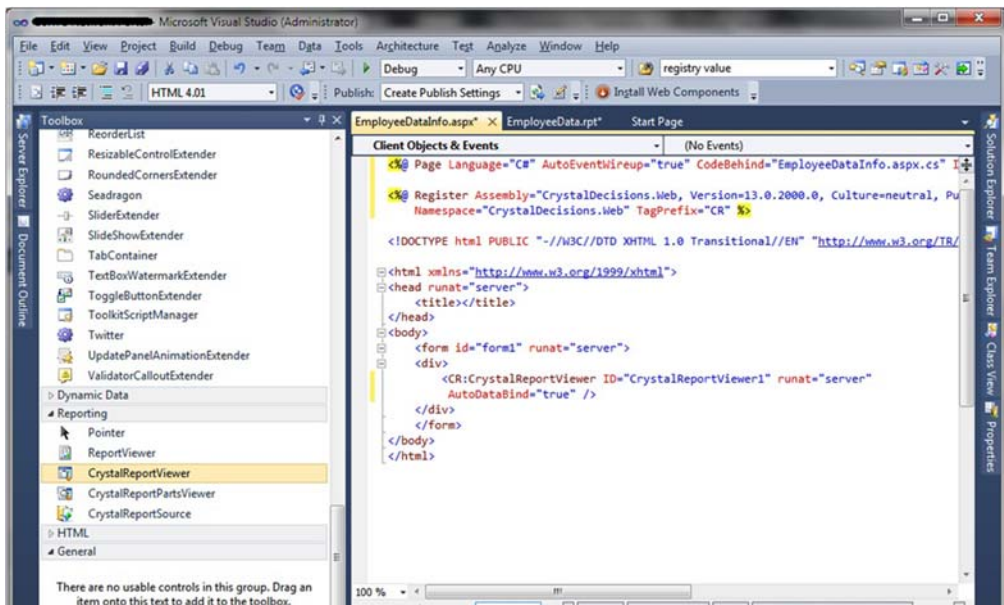 Microsoft Visual Studio (Administrator)
File Edit View Project Build Debug Team Data Tools Architecture Test Analyze Window Help
Debug Any CPU registry value
HTML 4.01 Publish: Create Publish Settings Install Web Components
Server Explorer
Document Outline
Toolbox
ReorderList
ResizableControlExtender
RoundedCornersExtender
Seadragon
SliderExtender
SlideShowExtender
TabContainer
TextBoxWatermarkExtender
ToggleButtonExtender
ToolkitScriptManager
Twitter
UpdatePanelAnimationExtender
ValidatorCalloutExtender
Dynamic Data
Reporting
Pointer
ReportViewer
CrystalReportViewer
CrystalReportPartsViewer
CrystalReportSource
HTML
General
There are no usable controls in this group. Drag an
item onto this text to add it to the toolbox.
EmployeeDataInfo.aspx* EmployeeData.rpt* Start Page
Client Objects & Events (No Events)
<%@ Page Language="C#" AutoEventWireup="true" CodeBehind="EmployeeDataInfo.aspx.cs" I
<%@ Register Assembly="CrystalDecisions.Web, Version=13.0.2000.0, Culture=neutral, Pu
Namespace="CrystalDecisions.Web" TagPrefix="CR" %>
<!DOCTYPE html PUBLIC "-//W3C//DTD XHTML 1.0 Transitional//EN" "http://www.w3.org/TR/
<html xmlns="http://www.w3.org/1999/xhtml">
<head runat="server">
<title></title>
</head>
<body>
<form id="form1" runat="server">
<div>
<CR:CrystalReportViewer ID="CrystalReportViewer1" runat="server"
AutoDataBind="true" />
</div>
</form>
</body>
</html>
100 %
Solution Explorer
Team Explorer
Class View
Properties